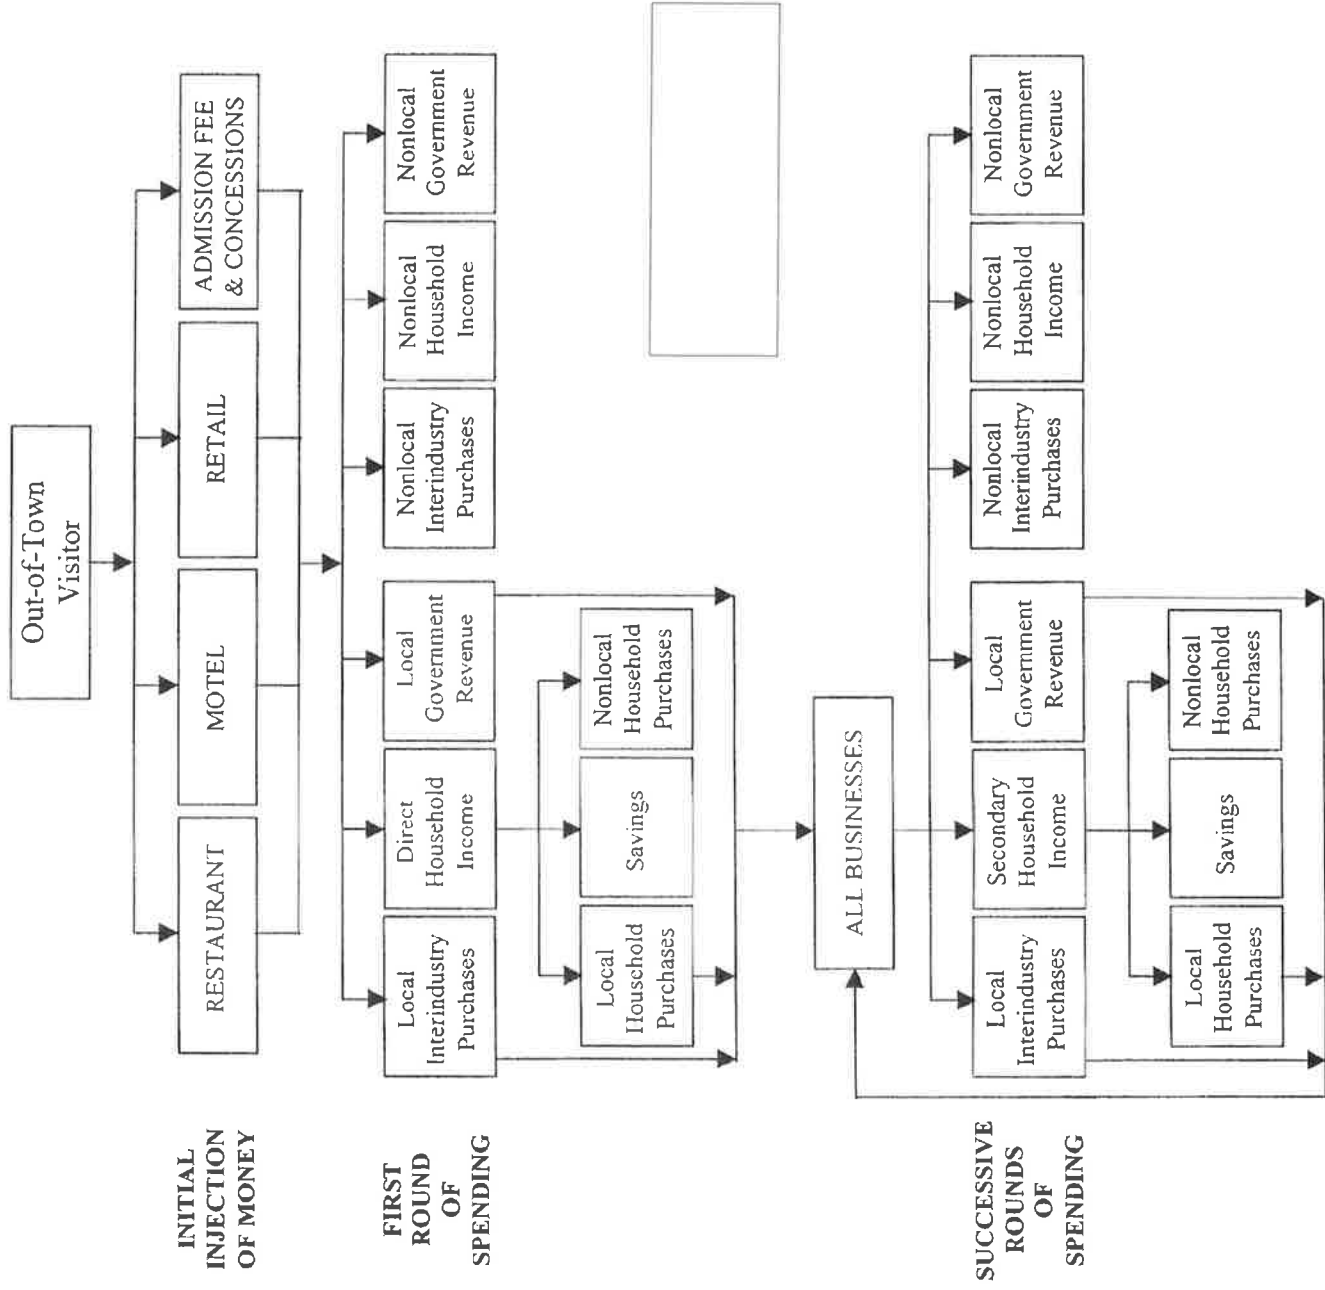 Out-of-Town
Visitor
INITIAL
INJECTION
OF MONEY
RESTAURANT
MOTEL
RETAIL
ADMISSION FEE
& CONCESSIONS
FIRST
ROUND
OF
SPENDING
Local
Interindustry
Purchases
Direct
Household
Income
Local
Government
Revenue
Nonlocal
Interindustry
Purchases
Nonlocal
Household
Income
Nonlocal
Government
Revenue
Local
Household
Purchases
Savings
Nonlocal
Household
Purchases
ALL BUSINESSES
SUCCESSIVE
ROUNDS
OF
SPENDING
Local
Interindustry
Purchases
Secondary
Household
Income
Local
Government
Revenue
Nonlocal
Interindustry
Purchases
Nonlocal
Household
Income
Nonlocal
Government
Revenue
Local
Household
Purchases
Savings
Nonlocal
Household
Purchases